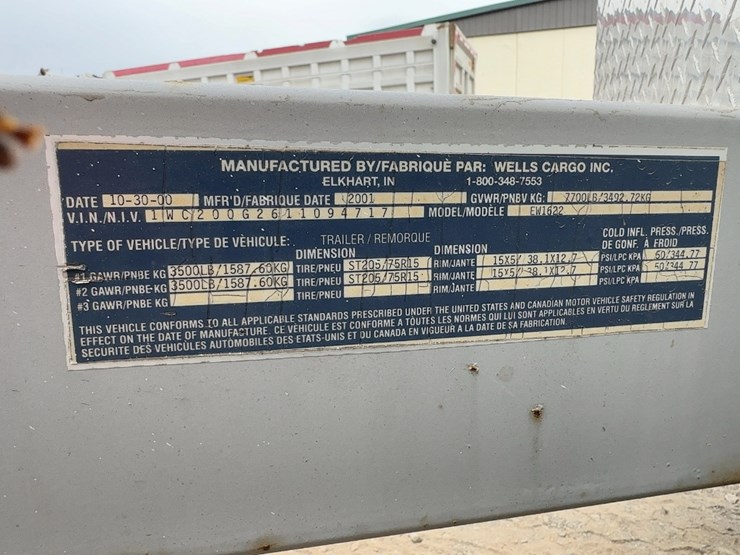 MANUFACTURED BY/FABRIQUÈ PAR: WELLS CARGO INC.
ELKHART, IN 1-800-348-7553
DATE 10-30-00 MFR'D/FABRIQUE DATE 2001 GVWR/PNBV KG: 7700LB/3492.72KG
V.I.N./N.I.V. 1WC200G2611094717 MODEL/MODÈLE EW1622
TYPE OF VEHICLE/TYPE DE VÈHICULE: TRAILER / REMORQUE
DIMENSION DIMENSION COLD INFL. PRESS./PRESS. DE GONF. À FROID
#1 GAWR/PNBE KG 3500LB/1587.60KG TIRE/PNEU ST205/75R15 RIM/JANTE 15X5/ 38.1X12.7 PSI/LPC KPA 50/344.77
#2 GAWR/PNBE-KG 3500LB/1587.60KG TIRE/PNEU ST205/75R15 RIM/JANTE 15X5/ 38.1X12.7 PSI/LPC KPA 50/344.77
#3 GAWR/PNBE KG TIRE/PNEU RIM/JANTE PSI/LPC KPA
THIS VEHICLE CONFORMS TO ALL APPLICABLE STANDARDS PRESCRIBED UNDER THE UNITED STATES AND CANADIAN MOTOR VEHICLE SAFETY REGULATION IN
EFFECT ON THE DATE OF MANUFACTURE. CE VÉHICULE EST CONFORME A TOUTES LES NORMES QUI LUI SONT APPLICABLES EN VERTU DU REGLEMENT SUR LA
SECURITE DES VEHICULES AUTOMOBILES DES ETATS-UNIS ET DU CANADA EN VIGUEUR A LA DATE DE SA FABRICATION.